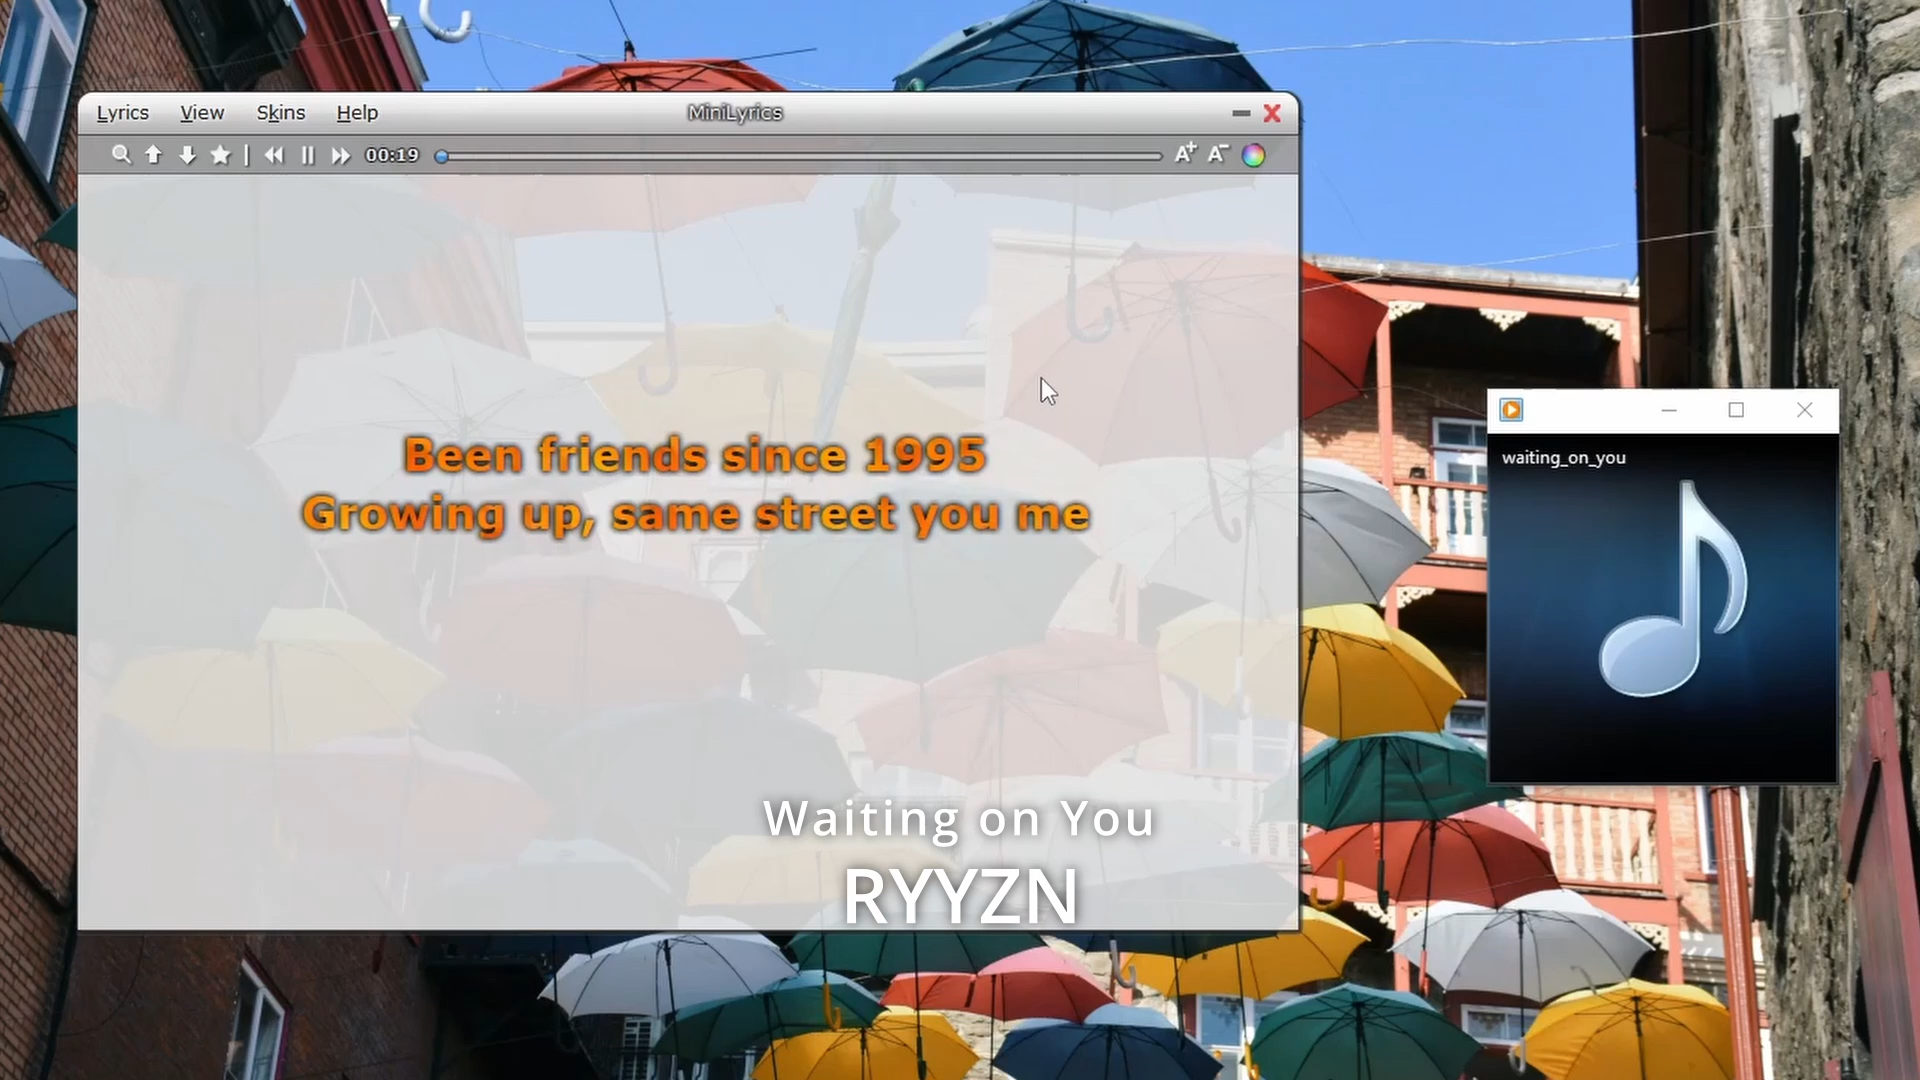 Lyrics View Skins Help MiniLyrics
00:19 A+ A-
Been friends since 1995
Growing up, same street you me
waiting_on_you
Waiting on You
RYYZN